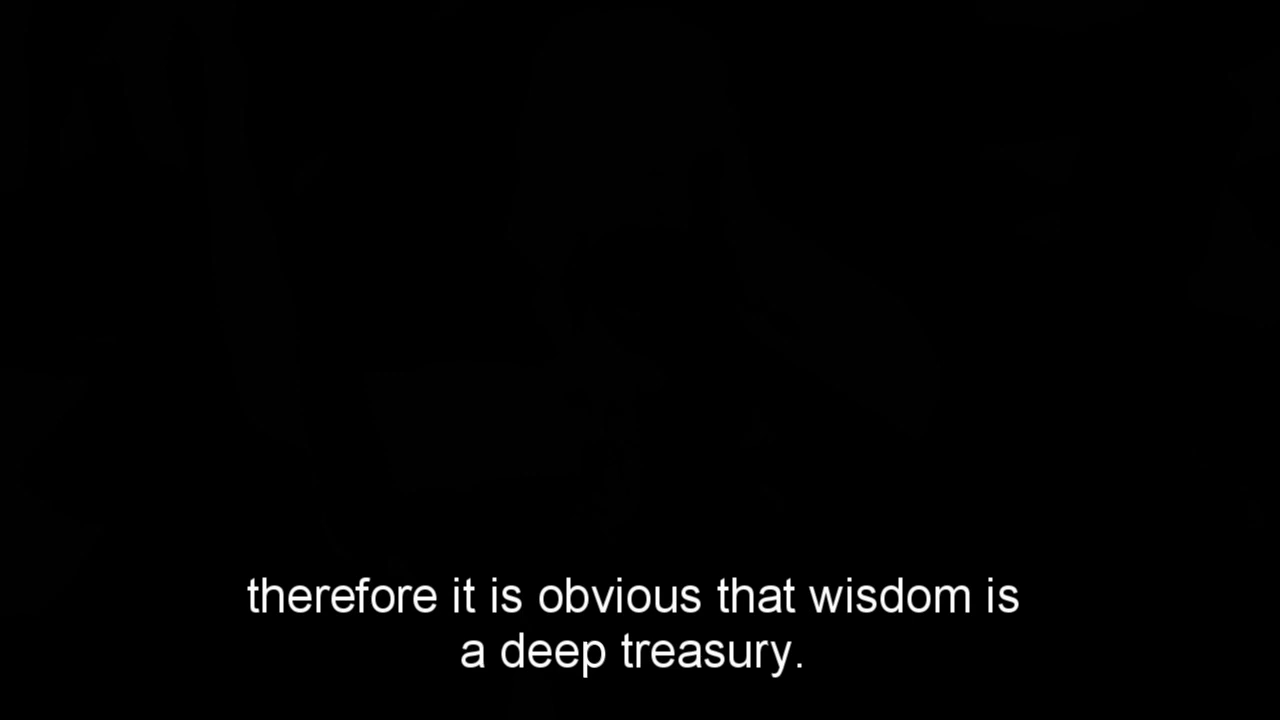 therefore it is obvious that wisdom is
a deep treasury.